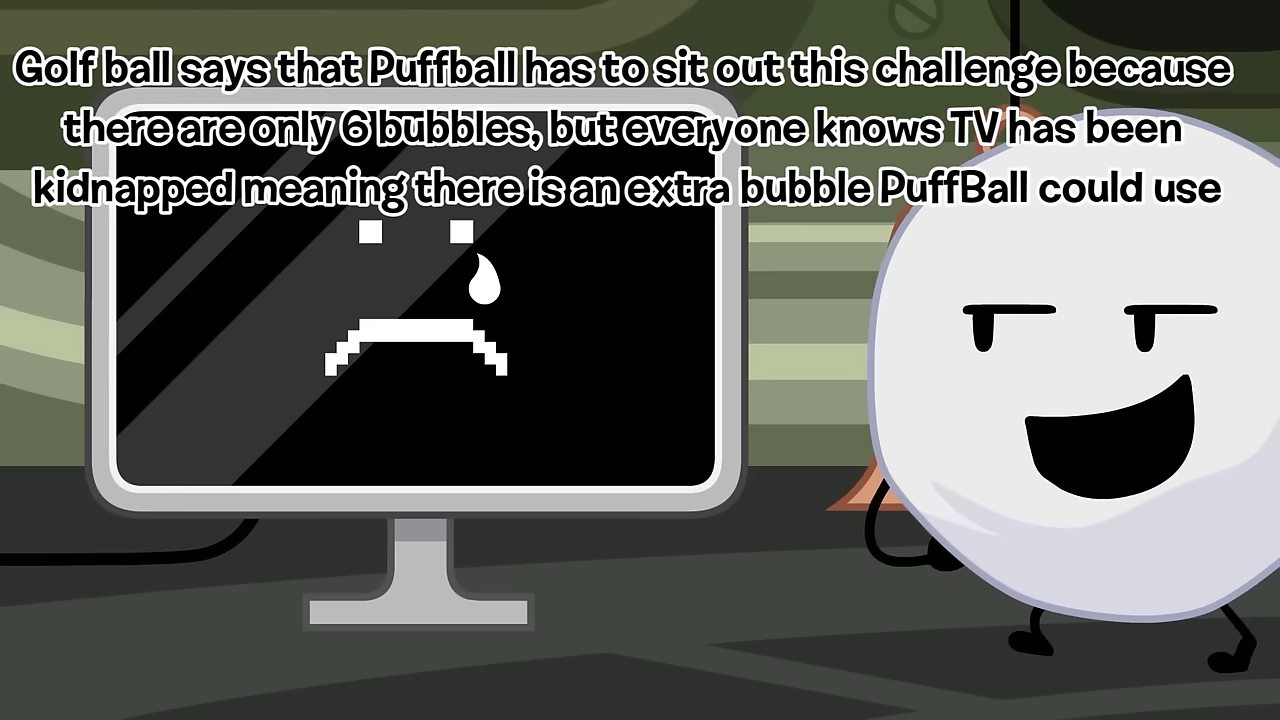 Golf ball says that Puffball has to sit out this challenge because
there are only 6 bubbles, but everyone knows TV has been
kidnapped meaning there is an extra bubble PuffBall could use